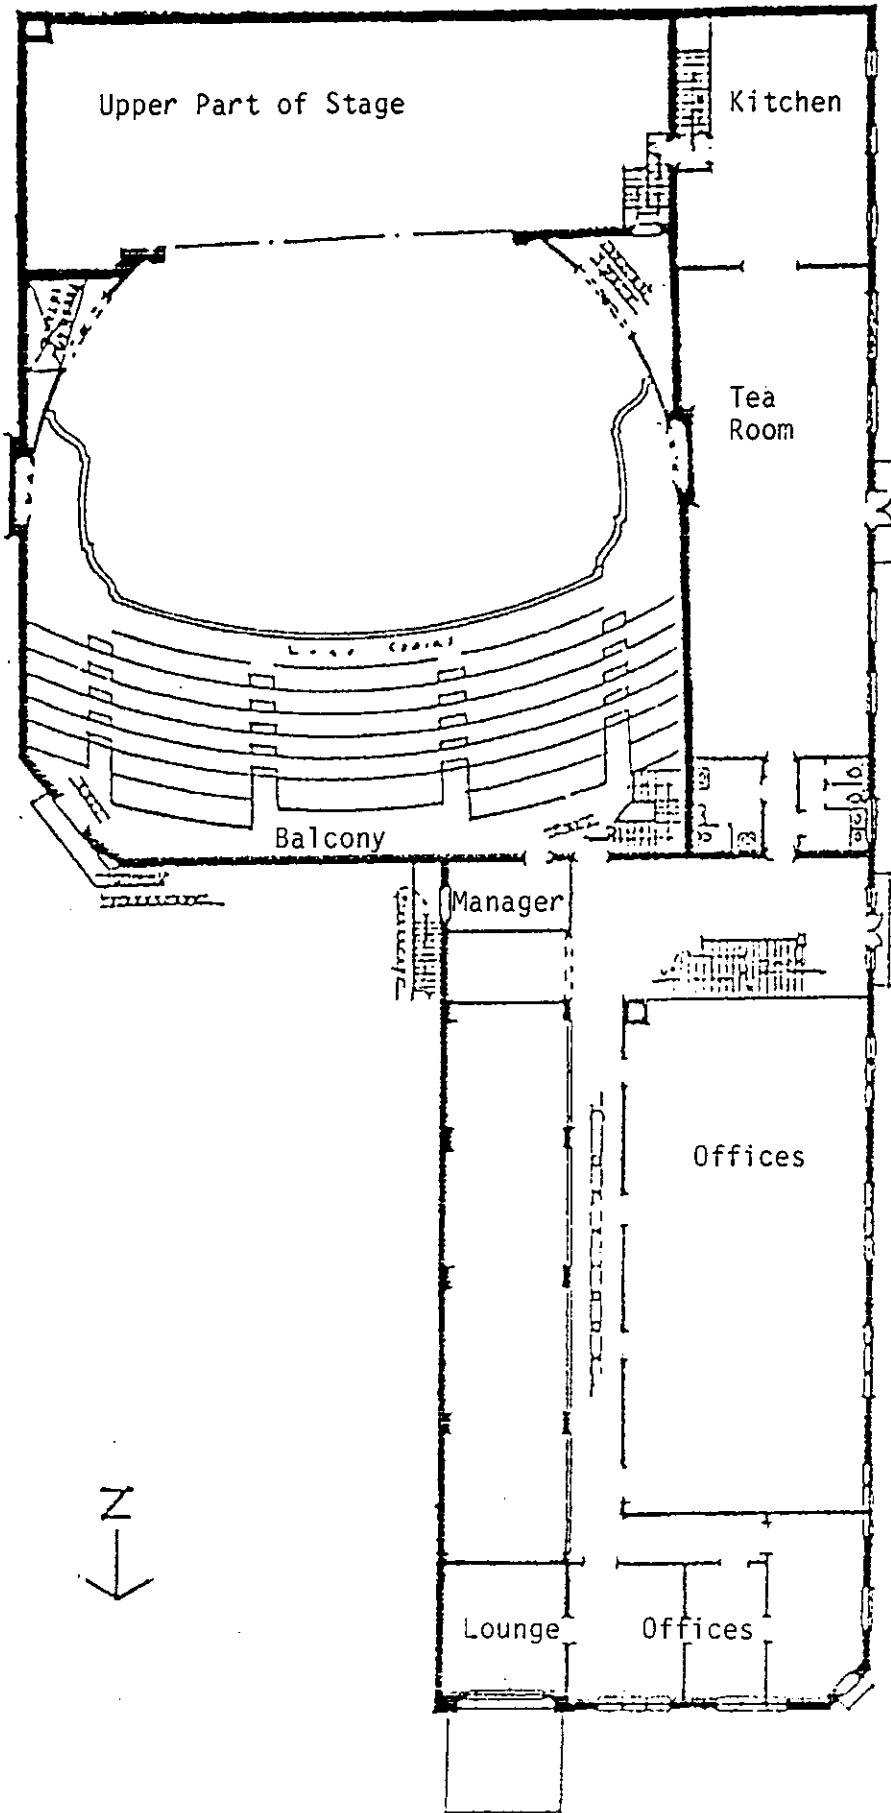 Upper Part of Stage
Kitchen
Tea
Room
Balcony
Manager
Offices
N
Lounge
Offices